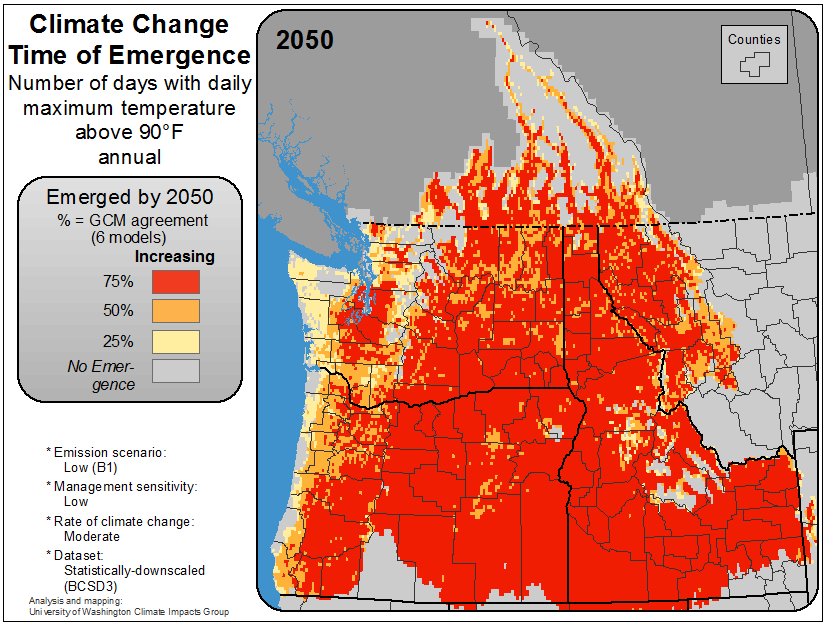 Climate Change
Time of Emergence
Number of days with daily
maximum temperature
above 90°F
annual
Emerged by 2050
% = GCM agreement
(6 models)
Increasing
75%
50%
25%
No Emer-
gence
* Emission scenario:
Low (B1)
* Management sensitivity:
Low
* Rate of climate change:
Moderate
* Dataset:
Statistically-downscaled
(BCSD3)
Analysis and mapping:
University of Washington Climate Impacts Group
2050
Counties